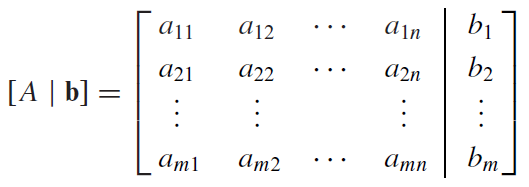 [A | b] =
a11 a12 ⋯ a1n b1
a21 a22 ⋯ a2n b2
⋮ ⋮ ⋮ ⋮
am1 am2 ⋯ amn bm